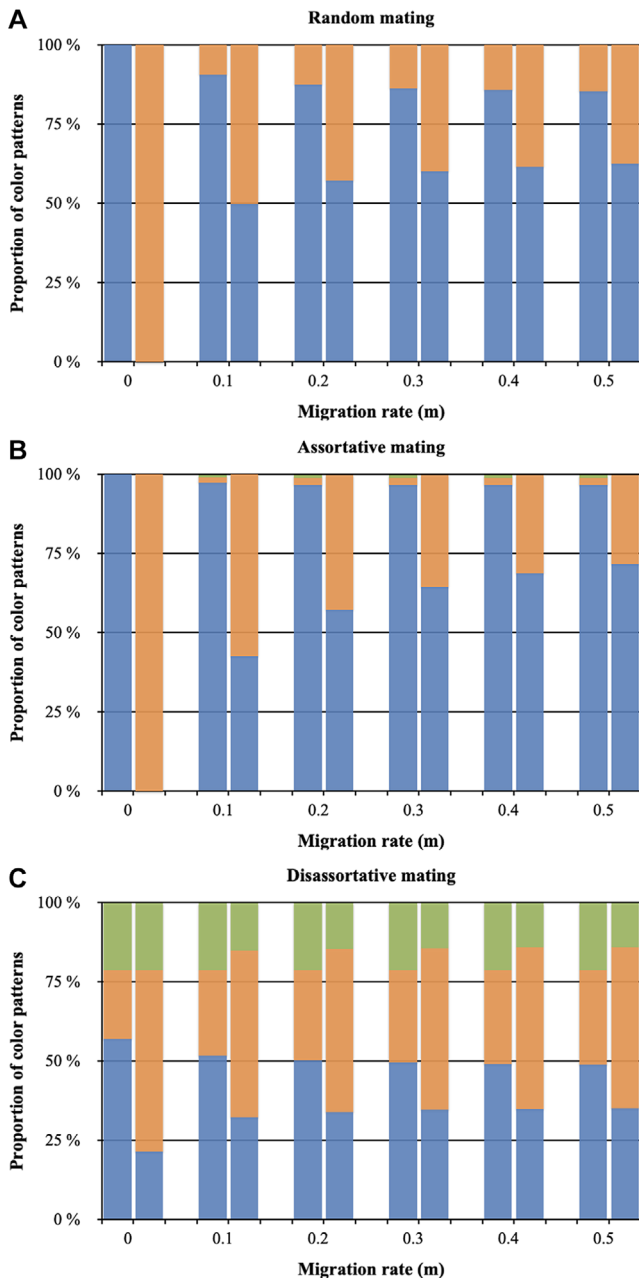 A
Random mating
Proportion of color patterns
100 %
75 %
50 %
25 %
0 %
0 0.1 0.2 0.3 0.4 0.5
Migration rate (m)
B
Assortative mating
Proportion of color patterns
100 %
75 %
50 %
25 %
0 %
0 0.1 0.2 0.3 0.4 0.5
Migration rate (m)
C
Disassortative mating
Proportion of color patterns
100 %
75 %
50 %
25 %
0 %
0 0.1 0.2 0.3 0.4 0.5
Migration rate (m)